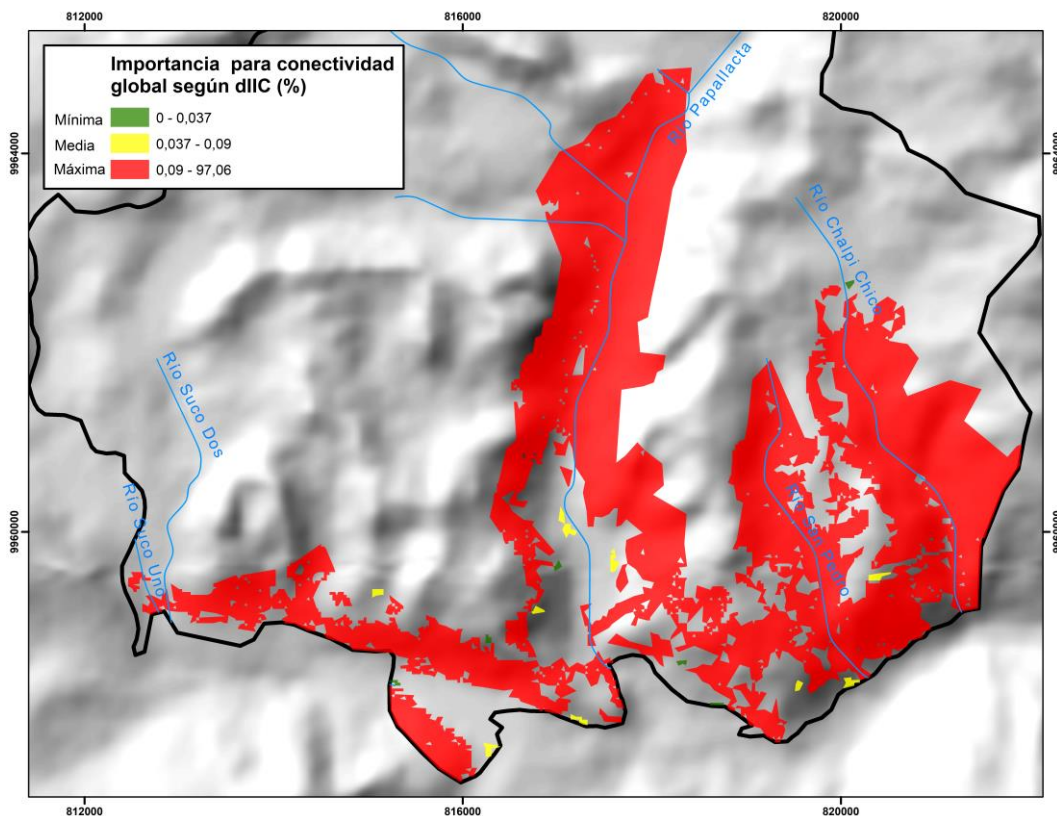 812000
816000
820000
Importancia para conectividad
global según dIIC (%)
Mínima 0 - 0,037
Media 0,037 - 0,09
Máxima 0,09 - 97,06
Río Papallacta
9964000
9964000
Río Chalpi Chico
Río Suco Dos
Río Suco Uno
Río San Pedro
9960000
9960000
812000
816000
820000